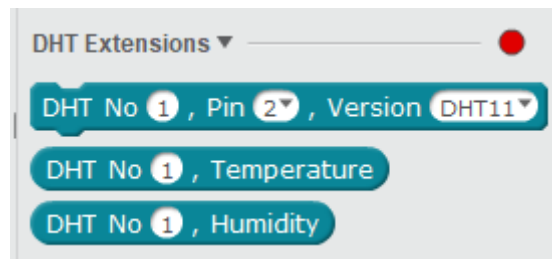 DHT Extensions ▼
DHT No 1 , Pin 2▼ , Version DHT11▼
DHT No 1 , Temperature
DHT No 1 , Humidity